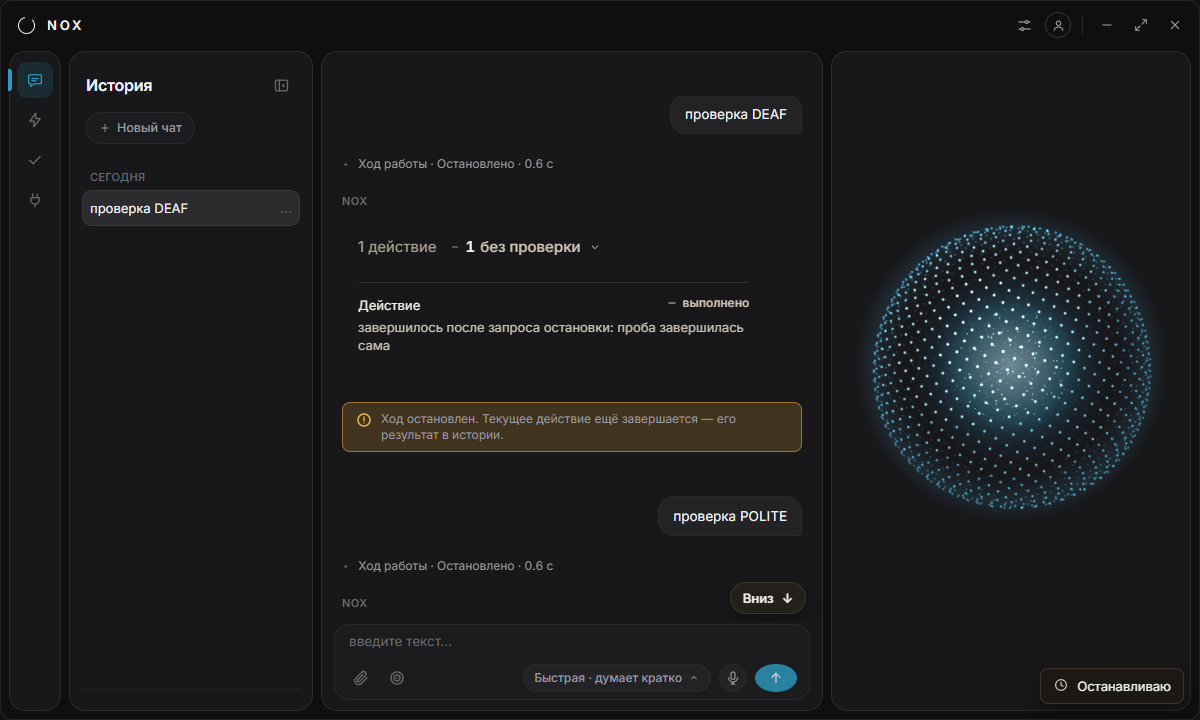 NOX
История
+ Новый чат
СЕГОДНЯ
проверка DEAF ...
проверка DEAF
Ход работы · Остановлено · 0.6 с
NOX
1 действие – 1 без проверки
Действие – выполнено
завершилось после запроса остановки: проба завершилась
сама
Ход остановлен. Текущее действие ещё завершается — его
результат в истории.
проверка POLITE
Ход работы · Остановлено · 0.6 с
NOX
Вниз ↓
введите текст...
Быстрая · думает кратко
Останавливаю